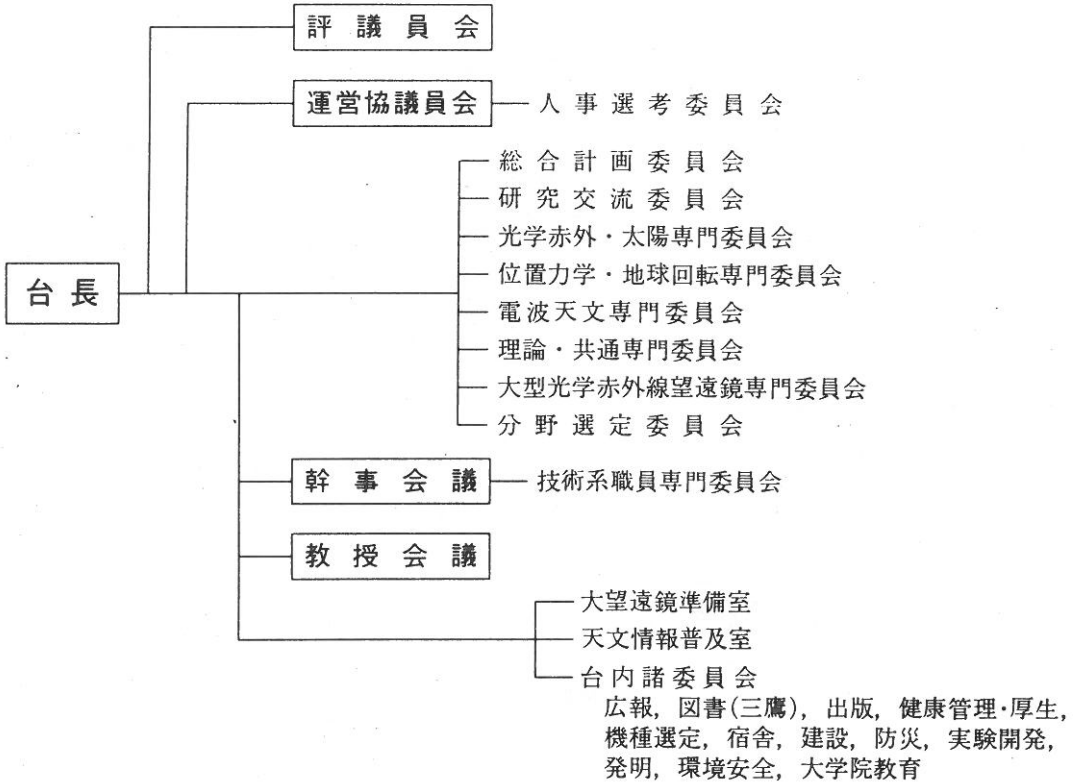 評議員会
運営協議員会
人事選考委員会
総合計画委員会
研究交流委員会
光学赤外・太陽専門委員会
位置力学・地球回転専門委員会
台長
電波天文専門委員会
理論・共通専門委員会
大型光学赤外線望遠鏡専門委員会
分野選定委員会
幹事会議
技術系職員専門委員会
教授会議
大望遠鏡準備室
天文情報普及室
台内諸委員会
広報，図書(三鷹)，出版，健康管理・厚生，
機種選定，宿舎，建設，防災，実験開発，
発明，環境安全，大学院教育